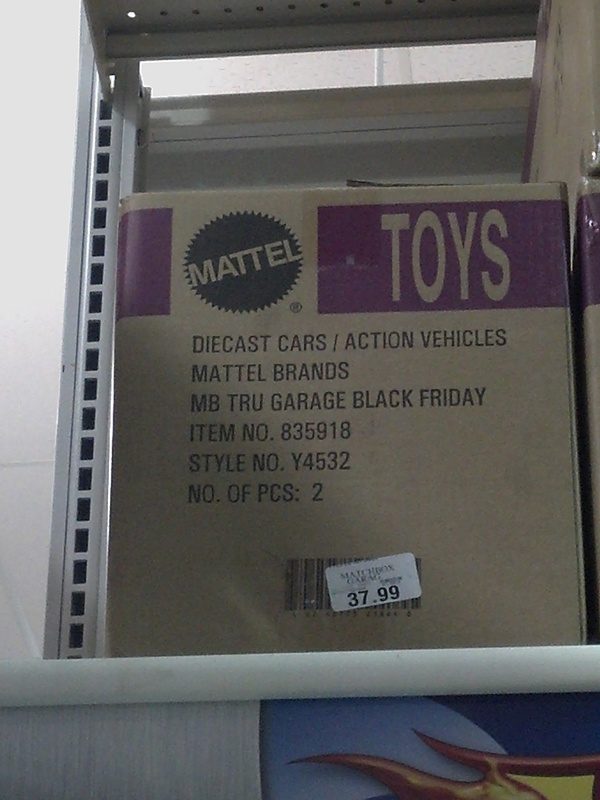 MATTEL
®
TOYS
DIECAST CARS / ACTION VEHICLES
MATTEL BRANDS
MB TRU GARAGE BLACK FRIDAY
ITEM NO. 835918
STYLE NO. Y4532
NO. OF PCS: 2
MATCHBOX
37.99